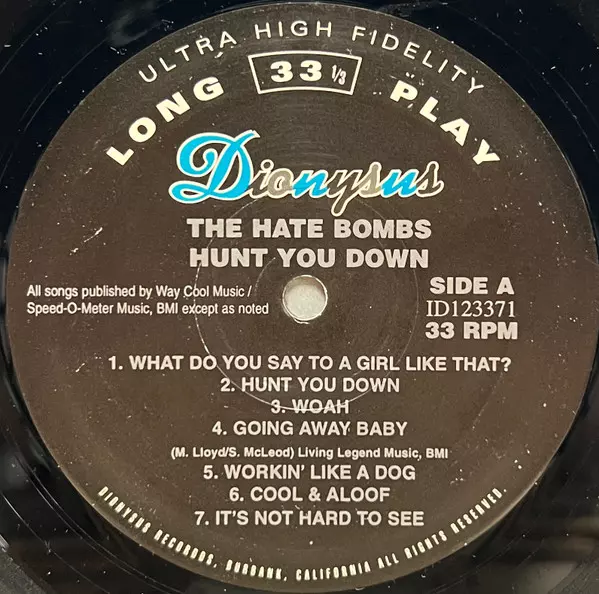 ULTRA HIGH FIDELITY
LONG 33 1/3 PLAY
Dionysus
THE HATE BOMBS
HUNT YOU DOWN
All songs published by Way Cool Music /
Speed-O-Meter Music, BMI except as noted
SIDE A
ID123371
33 RPM
1. WHAT DO YOU SAY TO A GIRL LIKE THAT?
2. HUNT YOU DOWN
3. WOAH
4. GOING AWAY BABY
(M. Lloyd/S. McLeod) Living Legend Music, BMI
5. WORKIN' LIKE A DOG
6. COOL & ALOOF
7. IT'S NOT HARD TO SEE
DIONYSUS RECORDS, BURBANK, CALIFORNIA ALL RIGHTS RESERVED.